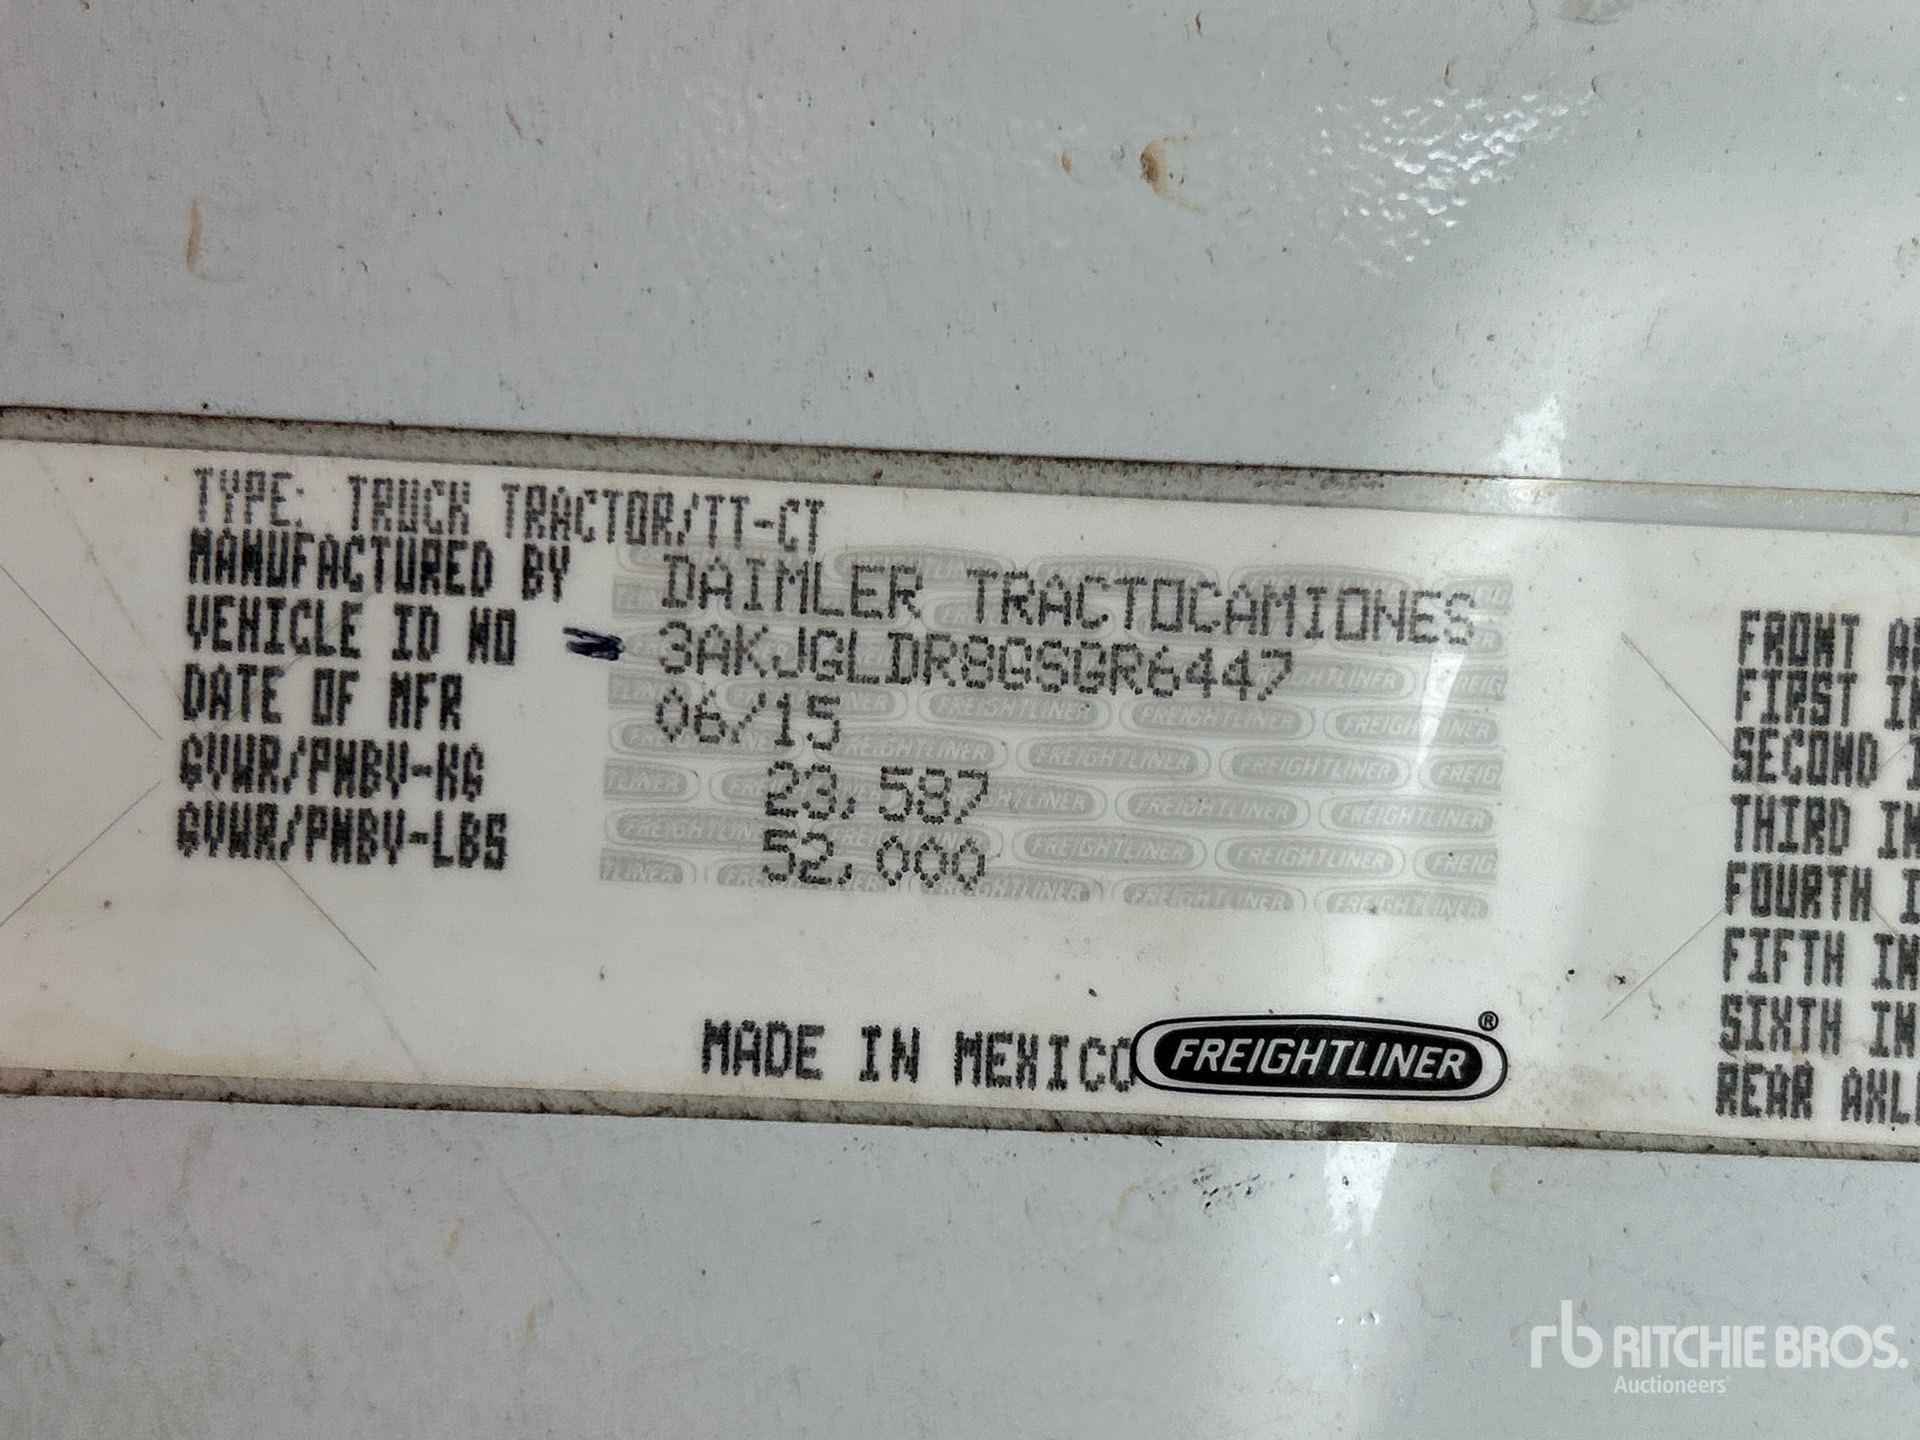 TYPE: TRUCK TRACTOR/TT-CT
MANUFACTURED BY DAIMLER TRACTOCAMIONES
VEHICLE ID NO 3AKJGLDR8GSGR6447
DATE OF MFR 06/15
GVWR/PNBV-KG 23,587
GVWR/PNBV-LBS 52,000
MADE IN MEXICO FREIGHTLINER®
FRONT
FIRST
SECOND
THIRD
FOURTH
FIFTH
SIXTH
REAR
rb RITCHIE BROS.
Auctioneers